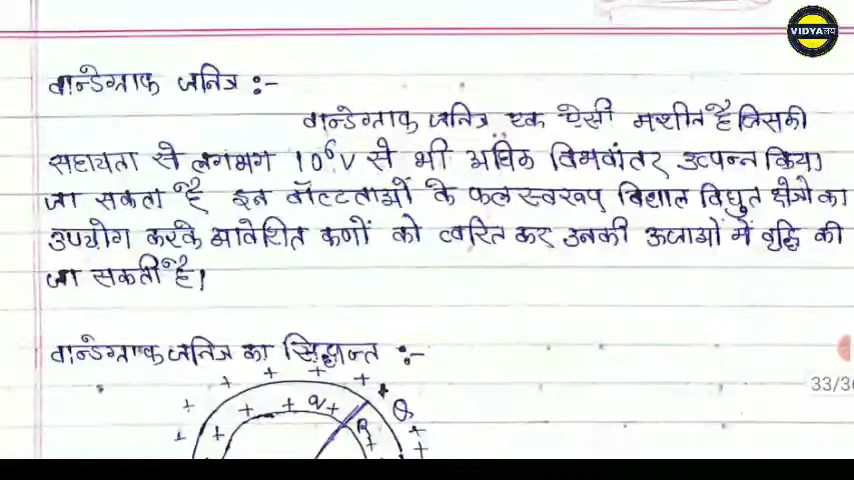 VIDYAलय
वान्डेग्राफ जनित्र :-
वान्डेग्राफ जनित्र एक ऐसी मशीन है जिसकी
सहायता से लगभग 10⁶V से भी अधिक विभवांतर उत्पन्न किया
जा सकता है इन वोल्टताओं के फलस्वरूप विशाल विद्युत क्षेत्रो का
उपयोग करके आवेशित कणों को त्वरित कर उनकी ऊर्जाओं में वृद्धि की
जा सकती है।
वान्डेग्राफ जनित्र का सिद्धान्त :-
33/3
+ + + + + + Q
+ + + q + R + +
+ + +